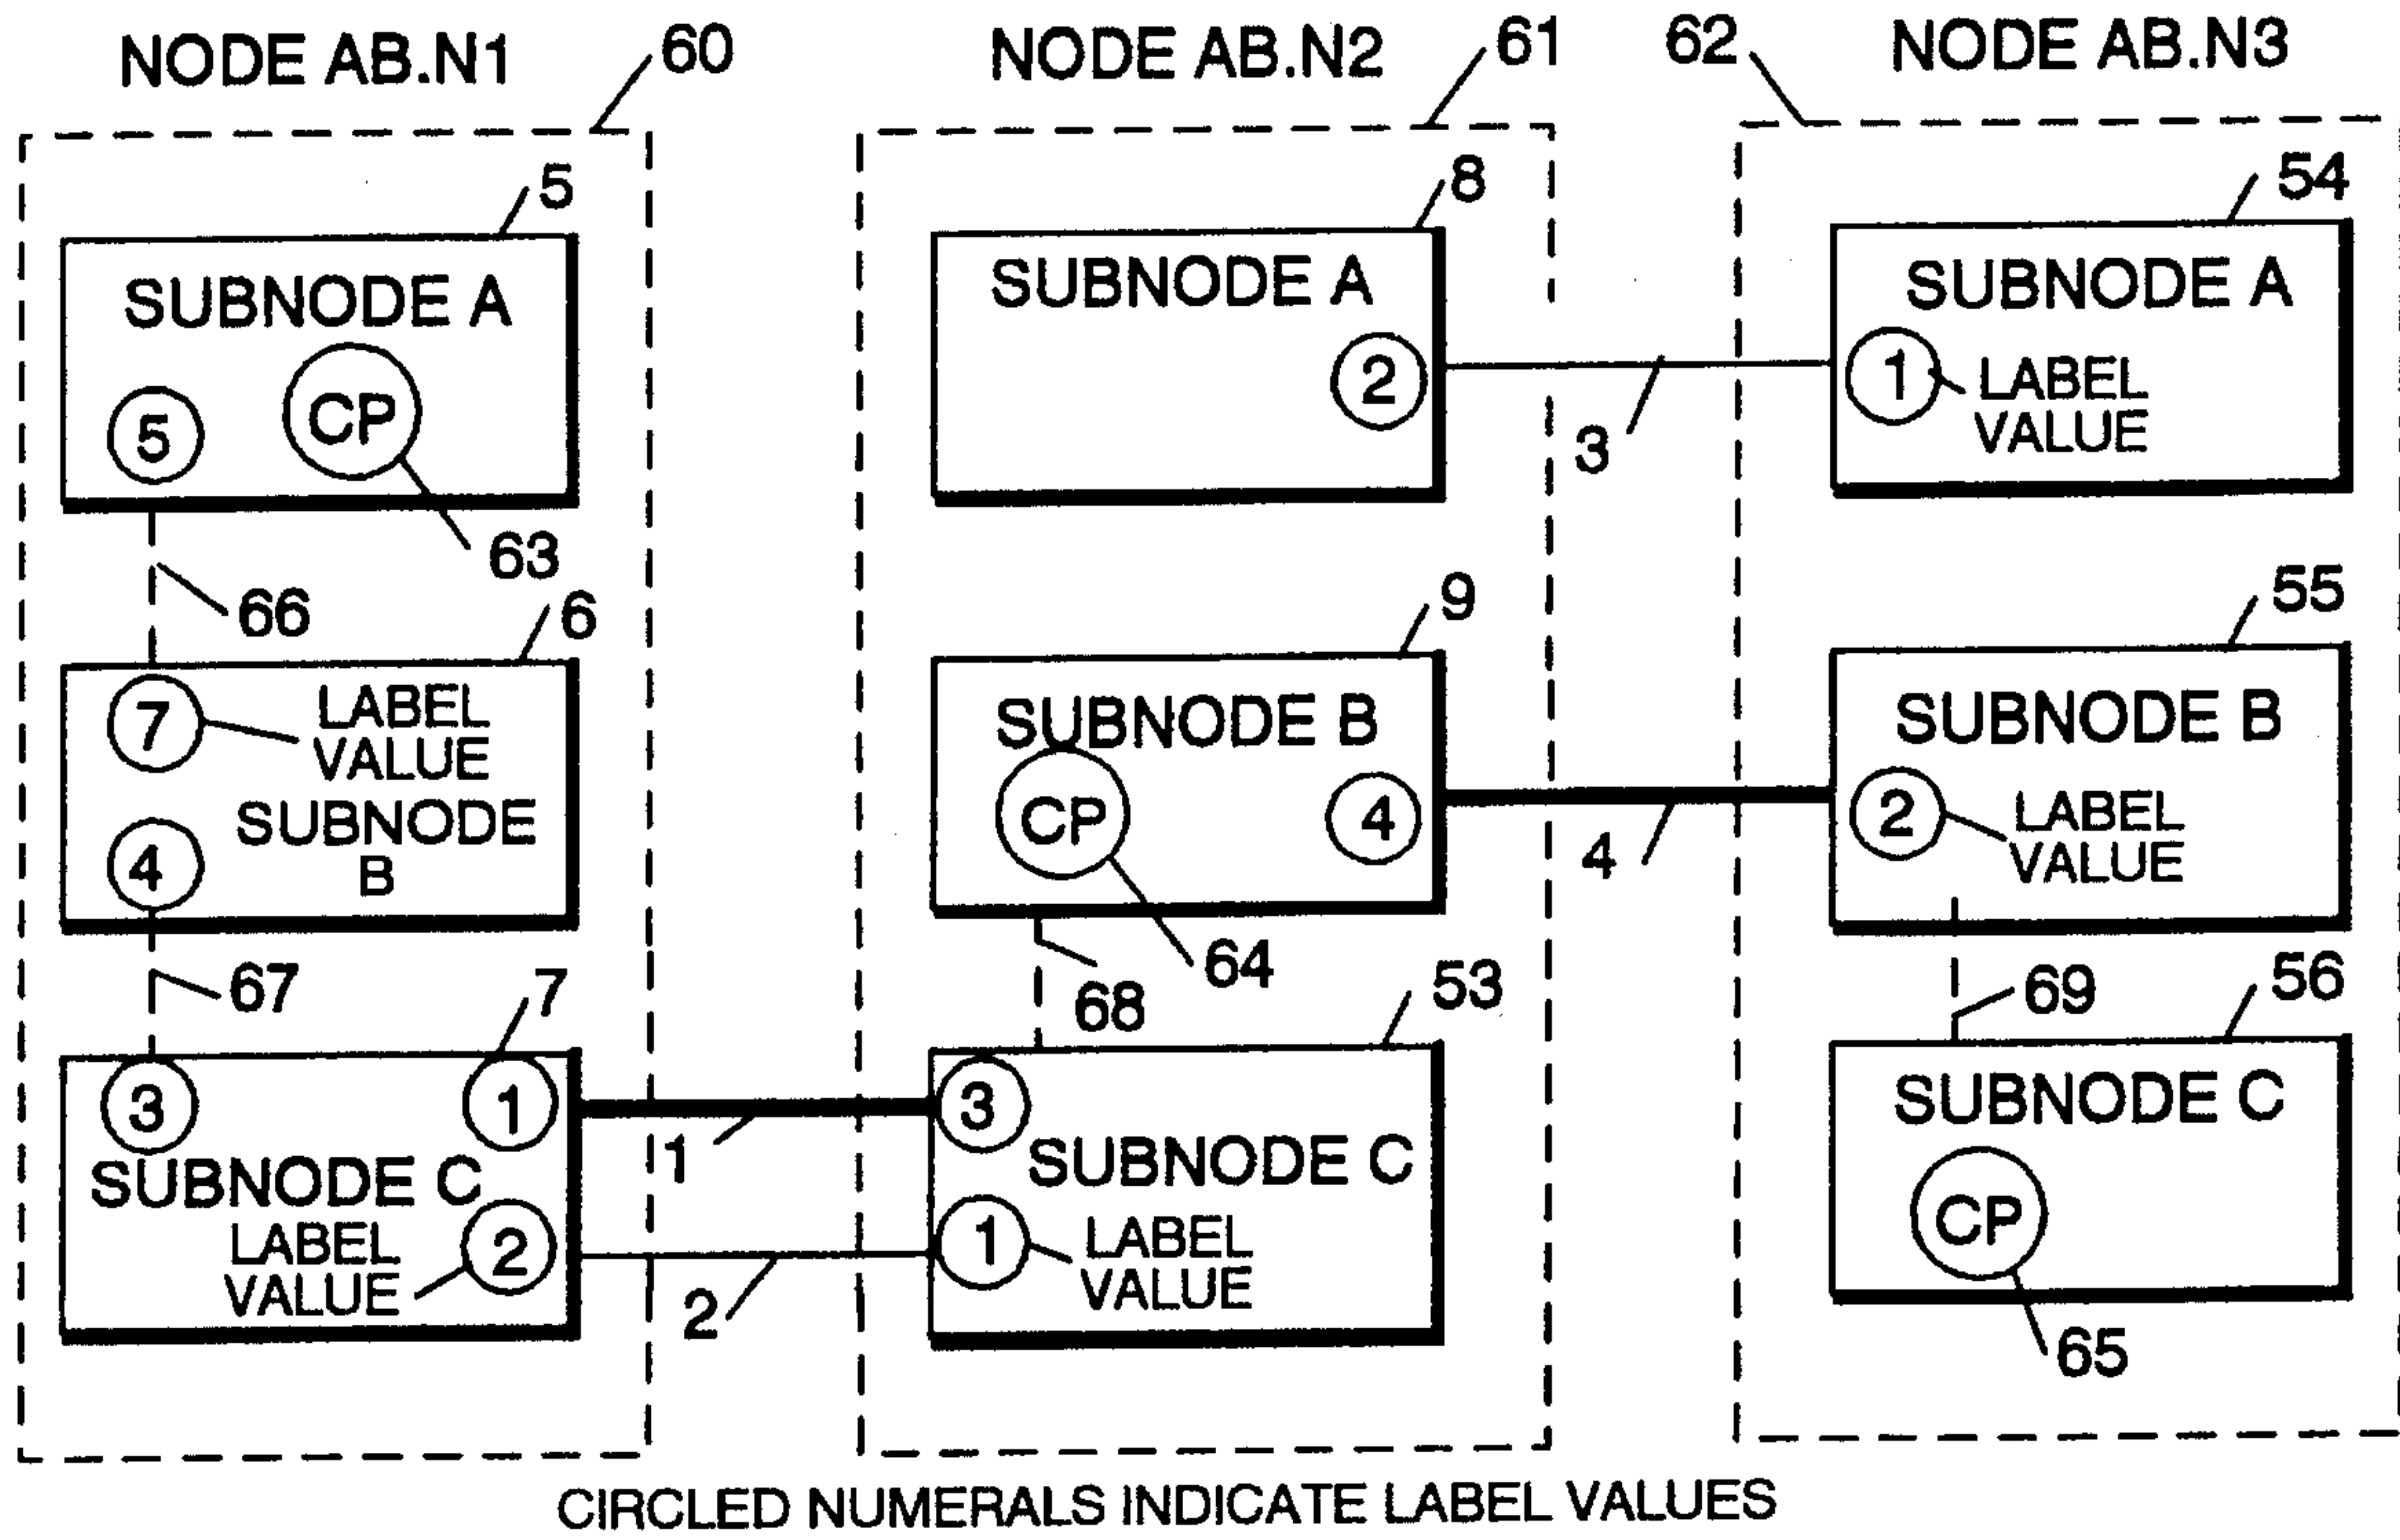 NODE AB.N1
60
NODE AB.N2
61
62
NODE AB.N3
5
SUBNODE A
5
CP
63
66
6
7
LABEL
VALUE
4
SUBNODE
B
67
7
3
1
SUBNODE C
LABEL
VALUE
2
1
2
8
SUBNODE A
2
3
9
SUBNODE B
CP
4
64
68
4
53
3
SUBNODE C
1
LABEL
VALUE
54
SUBNODE A
1
LABEL
VALUE
55
SUBNODE B
2
LABEL
VALUE
69
56
SUBNODE C
CP
65
CIRCLED NUMERALS INDICATE LABEL VALUES